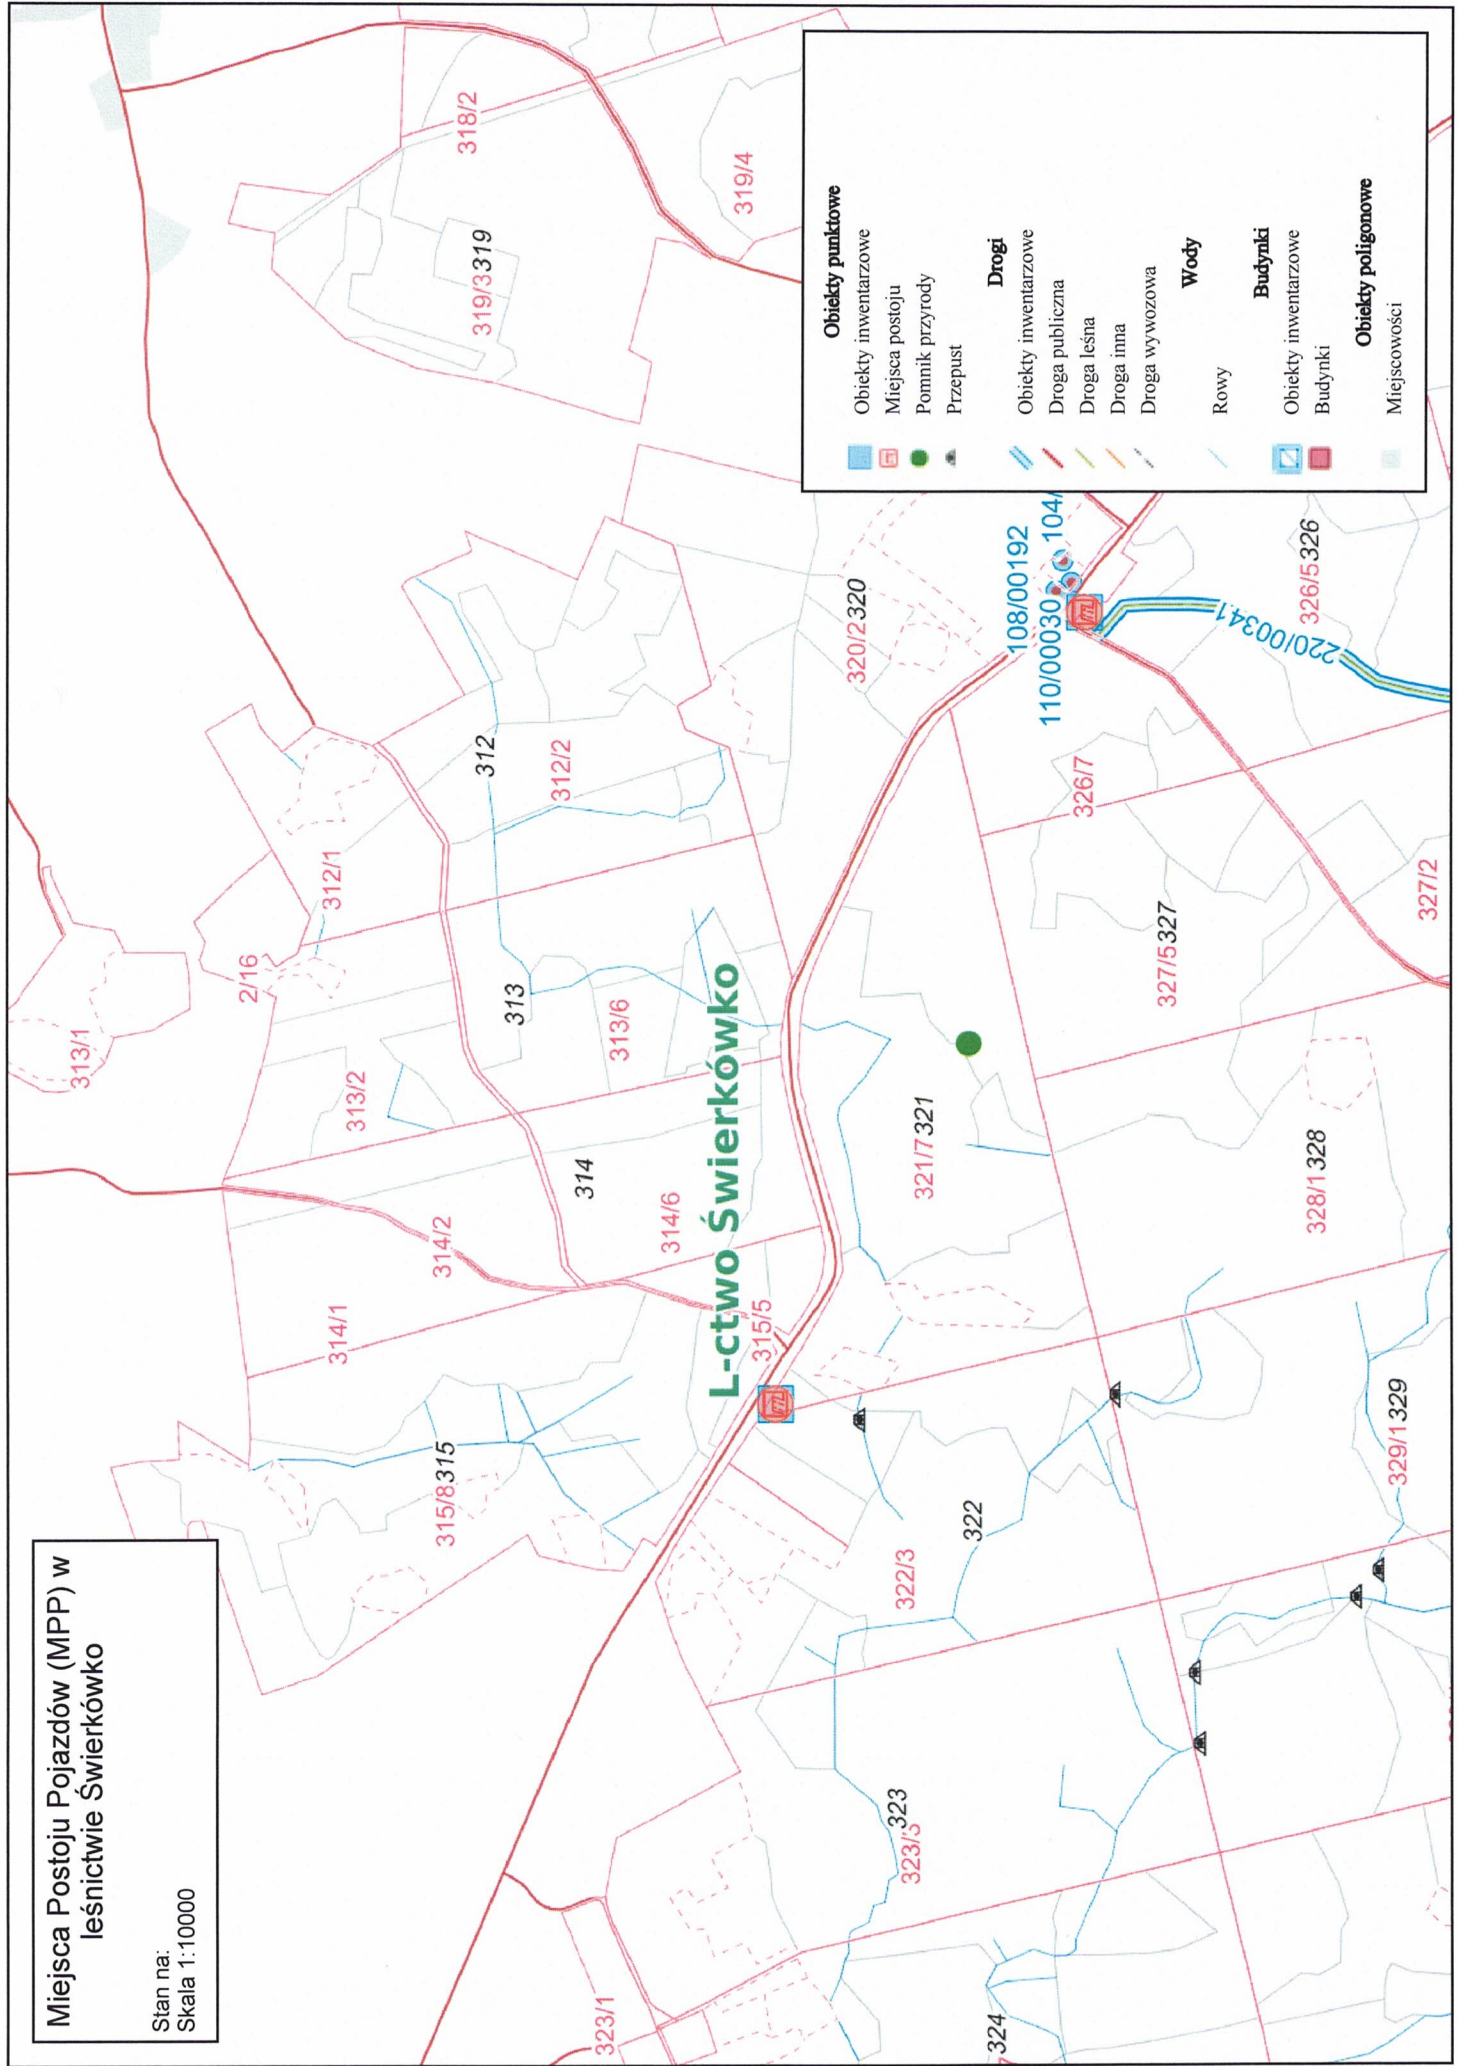 Miejsca Postoju Pojazdów (MPP) w
leśnictwie Świerkówko
Stan na:
Skala 1:10000
313/1
2/16
312/1
318/2
314/1
313/2
314/2
315/8 315
312
319/3 319
313
312/2
314
313/6
323/1
314/6
L-ctwo Świerkówko
319/4
315/5
320/2 320
322/3
323
321/7 321
322
324
108/00192
110/00030
104/
326/7
327/5 327
220/00341
326/5 326
328/1 328
329/1 329
327/2
Obiekty punktowe
Obiekty inwentarzowe
Miejsca postoju
Pomnik przyrody
Przepust
Drogi
Obiekty inwentarzowe
Droga publiczna
Droga leśna
Droga inna
Droga wywozowa
Wody
Rowy
Budynki
Obiekty inwentarzowe
Budynki
Obiekty poligonowe
Miejscowości